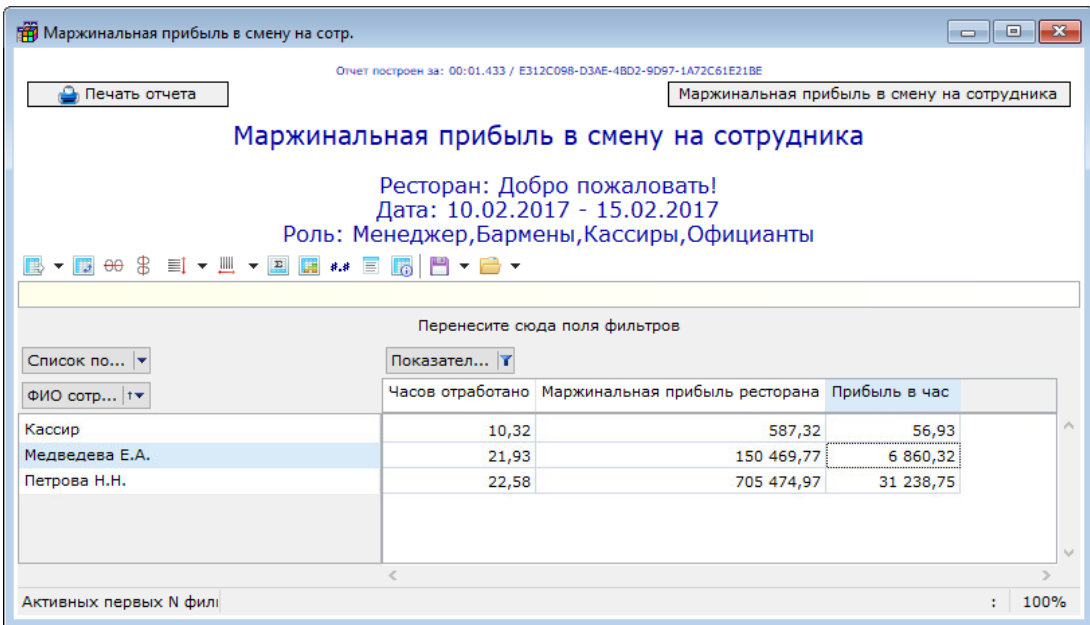 Маржинальная прибыль в смену на сотр.
Отчет построен за: 00:01.433 / E312C098-D3AE-4BD2-9D97-1A72C61E21BE
Печать отчета Маржинальная прибыль в смену на сотрудника
Маржинальная прибыль в смену на сотрудника
Ресторан: Добро пожаловать!
Дата: 10.02.2017 - 15.02.2017
Роль: Менеджер,Бармены,Кассиры,Официанты
Перенесите сюда поля фильтров
Список по... Показател...
ФИО сотр... Часов отработано Маржинальная прибыль ресторана Прибыль в час
Кассир 10,32 587,32 56,93
Медведева Е.А. 21,93 150 469,77 6 860,32
Петрова Н.Н. 22,58 705 474,97 31 238,75
Активных первых N фил : 100%